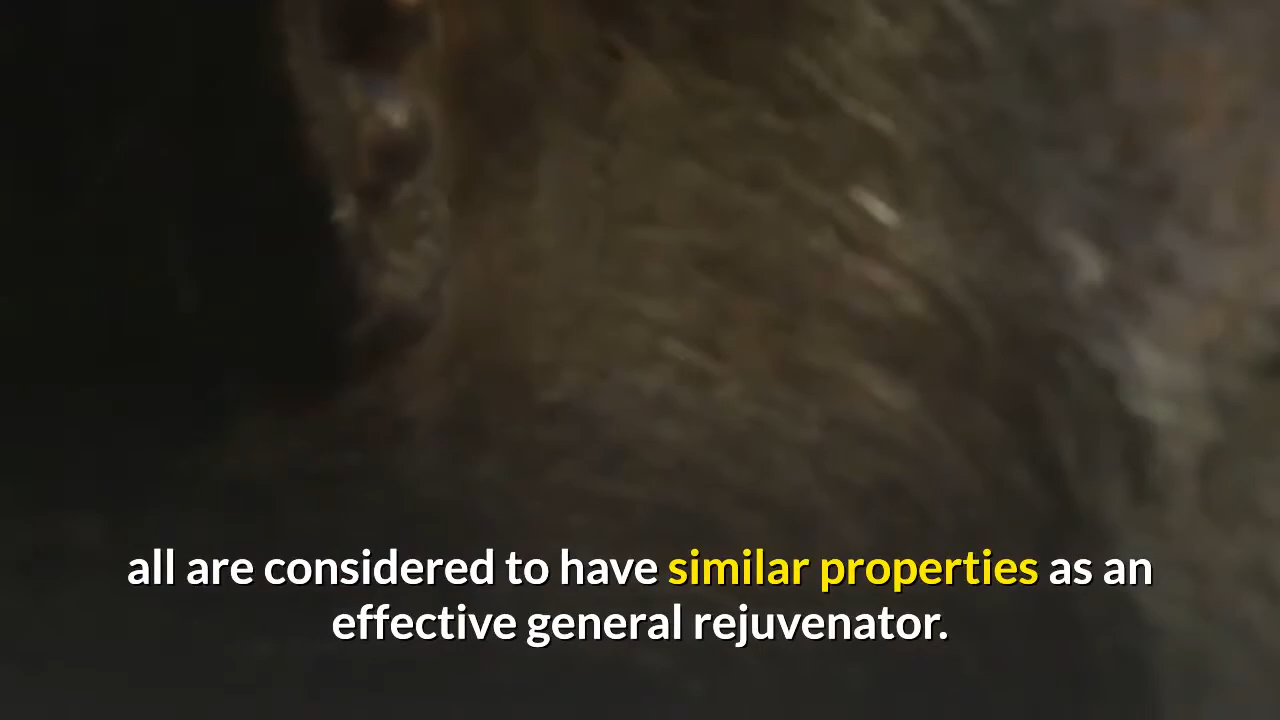 all are considered to have similar properties as an
effective general rejuvenator.